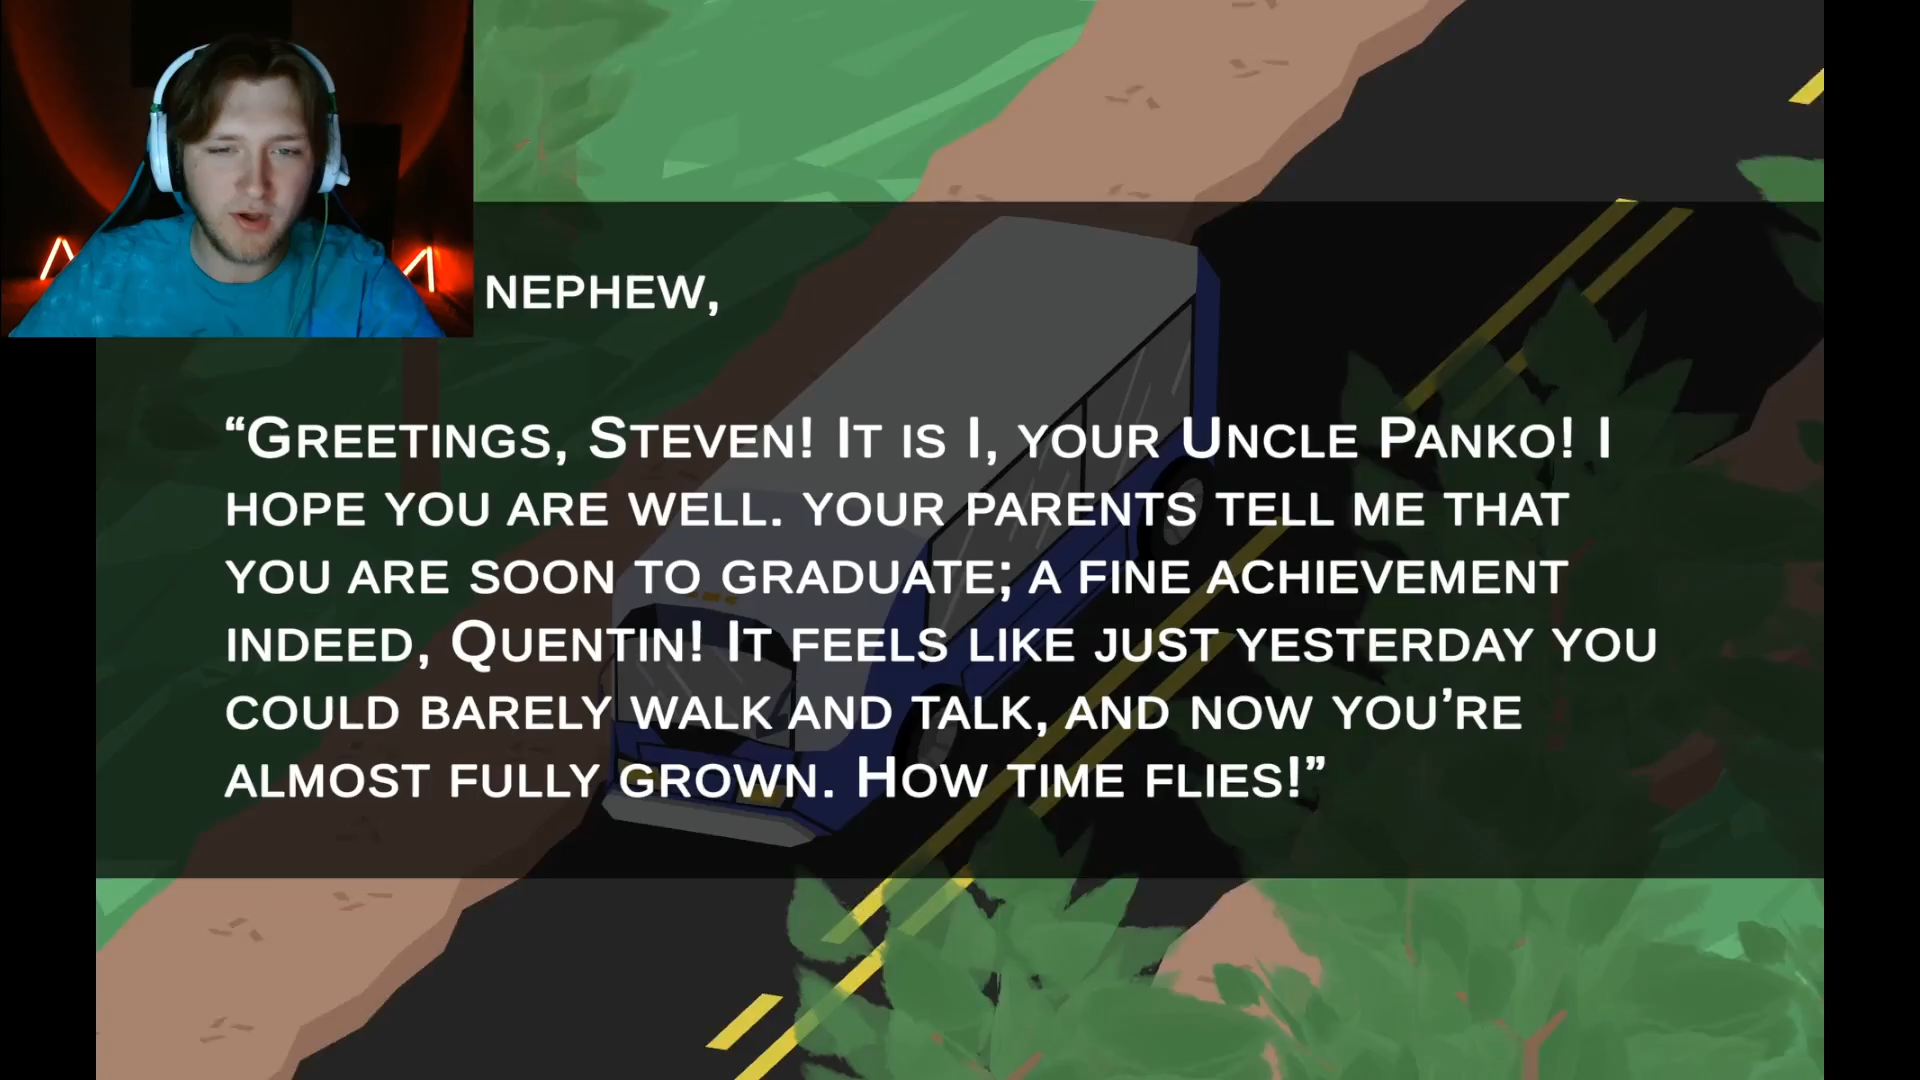 NEPHEW,
“GREETINGS, STEVEN! IT IS I, YOUR UNCLE PANKO! I
HOPE YOU ARE WELL. YOUR PARENTS TELL ME THAT
YOU ARE SOON TO GRADUATE; A FINE ACHIEVEMENT
INDEED, QUENTIN! IT FEELS LIKE JUST YESTERDAY YOU
COULD BARELY WALK AND TALK, AND NOW YOU’RE
ALMOST FULLY GROWN. HOW TIME FLIES!”